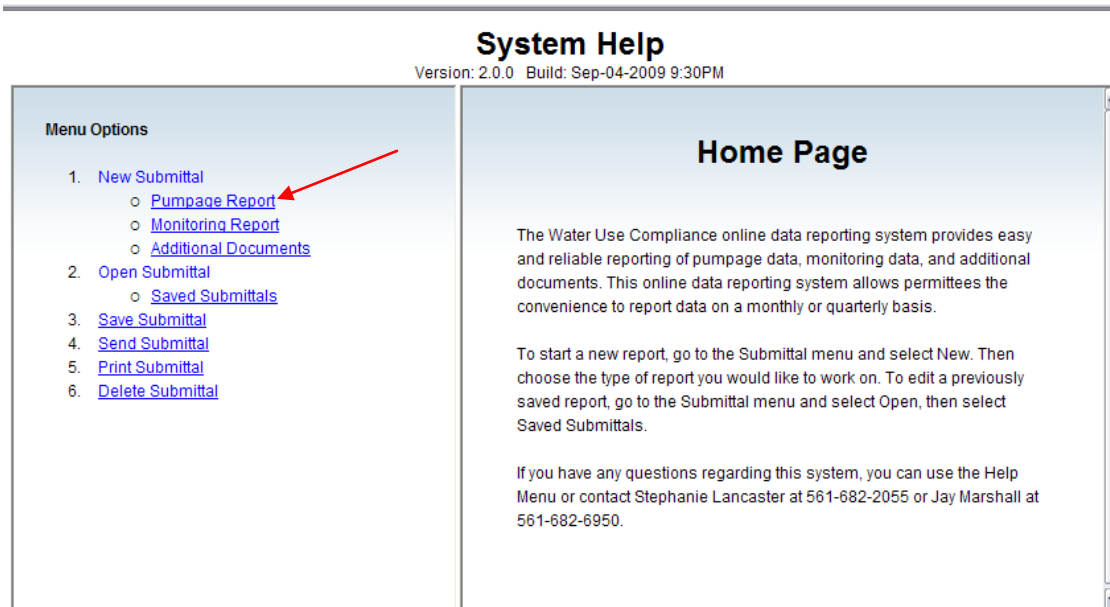 System Help
Version: 2.0.0 Build: Sep-04-2009 9:30PM
Menu Options
1. New Submittal
o Pumpage Report
o Monitoring Report
o Additional Documents
2. Open Submittal
o Saved Submittals
3. Save Submittal
4. Send Submittal
5. Print Submittal
6. Delete Submittal
Home Page
The Water Use Compliance online data reporting system provides easy
and reliable reporting of pumpage data, monitoring data, and additional
documents. This online data reporting system allows permittees the
convenience to report data on a monthly or quarterly basis.
To start a new report, go to the Submittal menu and select New. Then
choose the type of report you would like to work on. To edit a previously
saved report, go to the Submittal menu and select Open, then select
Saved Submittals.
If you have any questions regarding this system, you can use the Help
Menu or contact Stephanie Lancaster at 561-682-2055 or Jay Marshall at
561-682-6950.